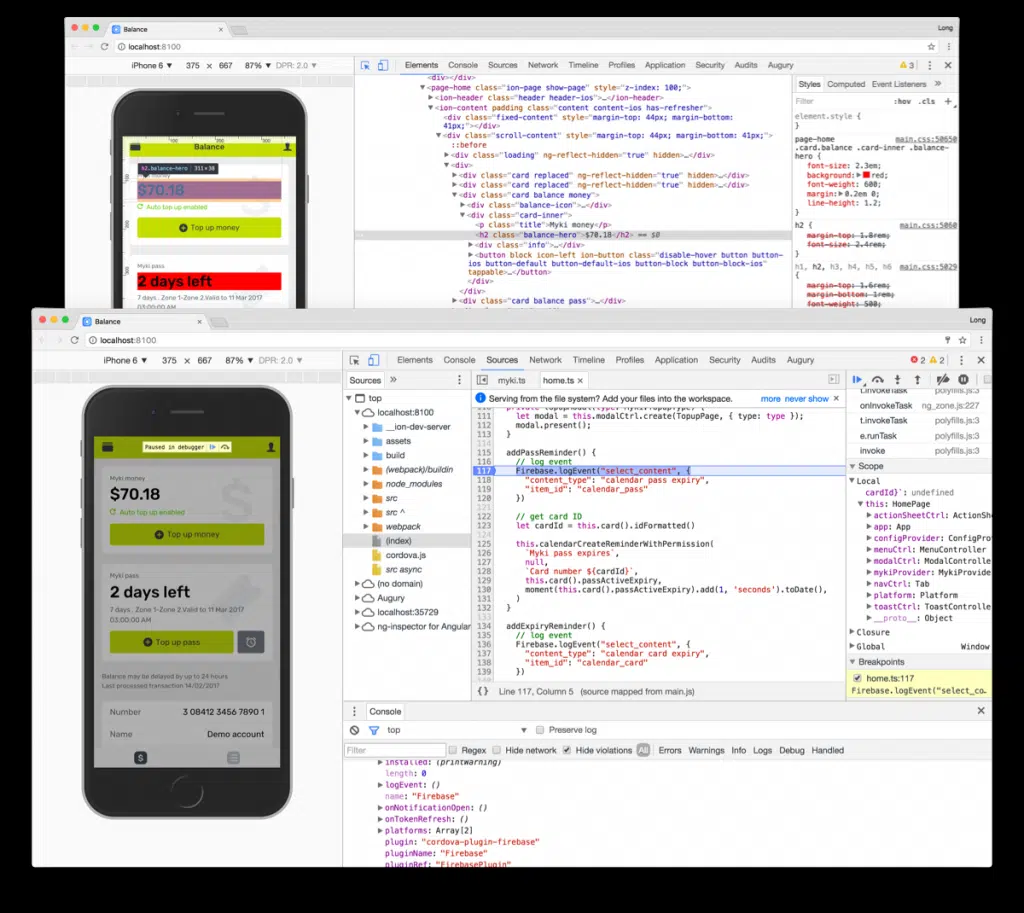 Balance ×
Long
localhost:8100
iPhone 6 ▼ 375 × 667 87% ▼ DPR: 2.0 ▼
Elements Console Sources Network Timeline Profiles Application Security Audits Augury 3
Balance
h2.balance-hero | 311×38
$70.18
Auto top up enabled
Top up money
Myki pass
2 days left
7 days . Zone 1-Zone 2.Valid to 11 Mar 2017
03:00:00 AM
<div></div>
▼<page-home class="ion-page show-page" style="z-index: 100;">
▶<ion-header class="header header-ios">…</ion-header>
▼<ion-content padding class="content content-ios has-refresher">
<div class="fixed-content" style="margin-top: 44px; margin-bottom:
41px;"></div>
▼<div class="scroll-content" style="margin-top: 44px; margin-bottom: 41px;">
::before
▶<div class="loading" ng-reflect-hidden="true" hidden>…</div>
▼<div>
▶<div class="card replaced" ng-reflect-hidden="true" hidden>…</div>
▶<div class="card replaced" ng-reflect-hidden="true" hidden>…</div>
▼<div class="card balance money">
▶<div class="balance-icon">…</div>
▼<div class="card-inner">
<p class="title">Myki money</p>
<h2 class="balance-hero">$70.18</h2> == $0
▶<div class="info">…</div>
▶<button block icon-left ion-button class="disable-hover button button-
ios button-default button-default-ios button-block button-block-ios"
tappable>…</button>
</div>
</div>
▶<div class="card balance pass">…</div>
Styles Computed Event Listeners »
Filter :hov .cls +
element.style {
}
page-home main.css:50650
.card.balance .card-inner .balance-
hero {
font-size: 2.3em;
background:▶ red;
font-weight: 600;
margin:▶0.2em 0;
line-height: 1.2;
}
h2 { main.css:5060
margin-top: 1.8rem;
font-size: 2.4rem;
}
h1, h2, h3, h4, h5, h6 main.css:5029
{
margin-top: 1.6rem;
margin-bottom: 1rem;
font-weight: 500;
Balance ×
Long
localhost:8100
iPhone 6 ▼ 375 × 667 87% ▼ DPR: 2.0 ▼
Elements Console Sources Network Timeline Profiles Application Security Audits Augury 2 2
Paused in debugger
Myki money
$70.18
Auto top up enabled
Top up money
Myki pass
2 days left
7 days . Zone 1-Zone 2.Valid to 11 Mar 2017
03:00:00 AM
Top up pass
Balance may be delayed by up to 24 hours
Last processed transaction 14/02/2017
Number 3 08412 3456 7890 1
Name Demo account
Sources »
▼ top
▼ localhost:8100
▶ __ion-dev-server
▶ assets
▶ build
▶ (webpack)/buildin
▶ node_modules
▶ src
▶ src ^
▶ webpack
(index)
cordova.js
src async
▶ (no domain)
▶ Augury
▶ localhost:35729
▶ ng-inspector for Angular
myki.ts home.ts ×
Serving from the file system? Add your files into the workspace. more never show ×
111 let modal = this.modalCtrl.create(TopupPage, { type: type });
112 modal.present();
113 }
114
115 addPassReminder() {
116 // log event
117 Firebase.logEvent("select_content", {
118 "content_type": "calendar pass expiry",
119 "item_id": "calendar_pass"
120 })
121
122 // get card ID
123 let cardId = this.card().idFormatted()
124
125 this.calendarCreateReminderWithPermission(
126 `Myki pass expires`,
127 null,
128 `Card number ${cardId}`,
129 this.card().passActiveExpiry,
130 moment(this.card().passActiveExpiry).add(1, 'seconds').toDate(),
131 )
132 }
133
134 addExpiryReminder() {
135 // log event
136 Firebase.logEvent("select_content", {
137 "content_type": "calendar card expiry",
138 "item_id": "calendar_card"
139 })
{} Line 117, Column 5 (source mapped from main.js)
t.invokeTask polyfills.js:3
onInvokeTask ng_zone.js:227
t.invokeTask polyfills.js:3
e.runTask polyfills.js:3
invoke polyfills.js:3
▼ Scope
▼ Local
cardId}`: undefined
▼this: HomePage
▶actionSheetCtrl: ActionSh
▶app: App
▶configProvider: ConfigPro
▶menuCtrl: MenuController
▶modalCtrl: ModalControlle
▶mykiProvider: MykiProvide
▶navCtrl: Tab
▶platform: Platform
▶toastCtrl: ToastControlle
▶__proto__: Object
▶Closure
▶Global Window
▼ Breakpoints
home.ts:117
Firebase.logEvent("select_co…
Console ×
top ▼ Preserve log
Filter Regex Hide network Hide violations All Errors Warnings Info Logs Debug Handled
▶installed: (printWarning)
length: 0
▶logEvent: ()
name: "Firebase"
▶onNotificationOpen: ()
▶onTokenRefresh: ()
▶platforms: Array[2]
plugin: "cordova-plugin-firebase"
pluginName: "Firebase"
pluginRef: "FirebasePlugin"